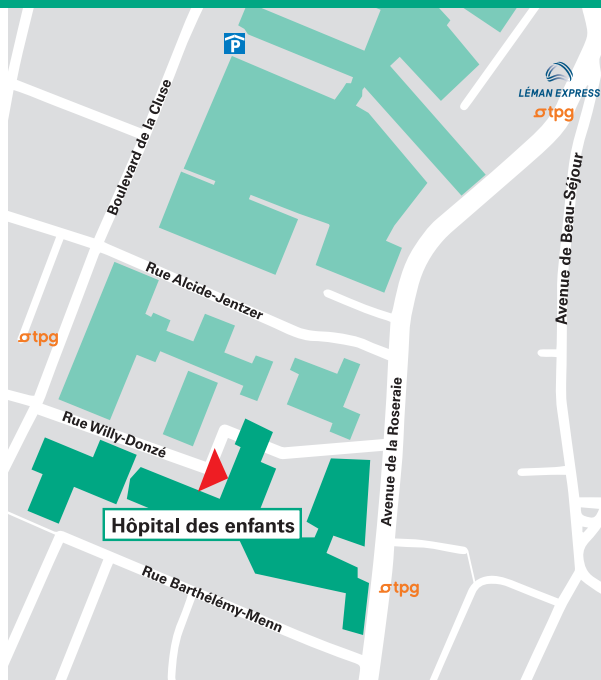 P
LÉMAN EXPRESS
tpg
Boulevard de la Cluse
Avenue de Beau-Séjour
Rue Alcide-Jentzer
tpg
Avenue de la Roseraie
Rue Willy-Donzé
Hôpital des enfants
Rue Barthélémy-Menn
tpg